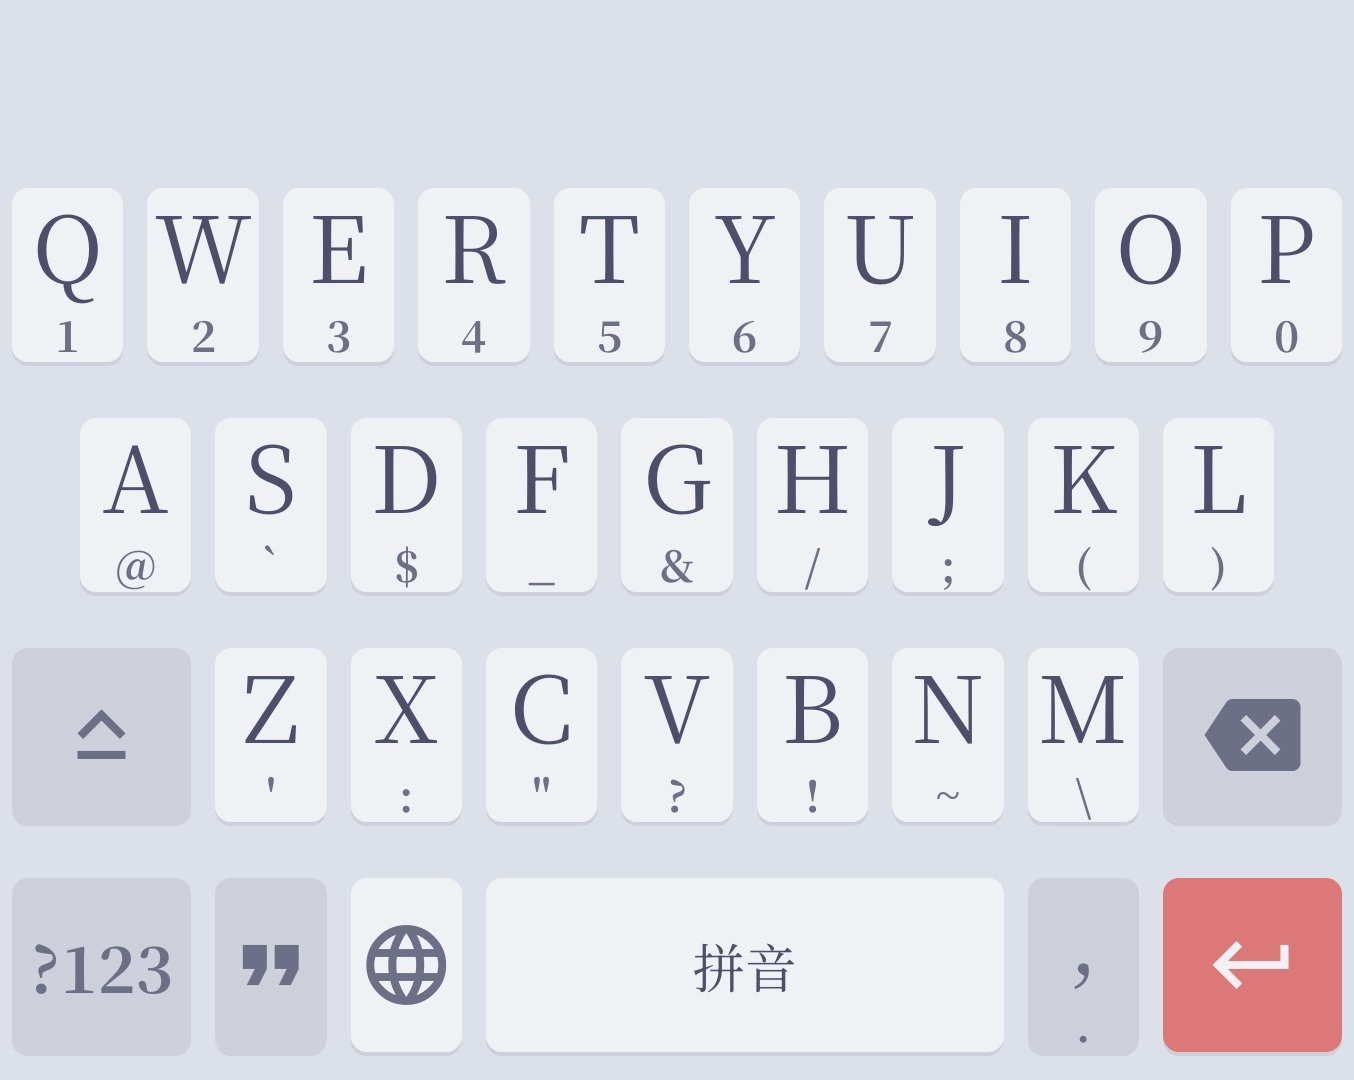 Q W E R T Y U I O P
1 2 3 4 5 6 7 8 9 0
A S D F G H J K L
@ ` $ _ & / ; ( )
Z X C V B N M
' : " ? ! ~ \
?123 拼音 ,
.